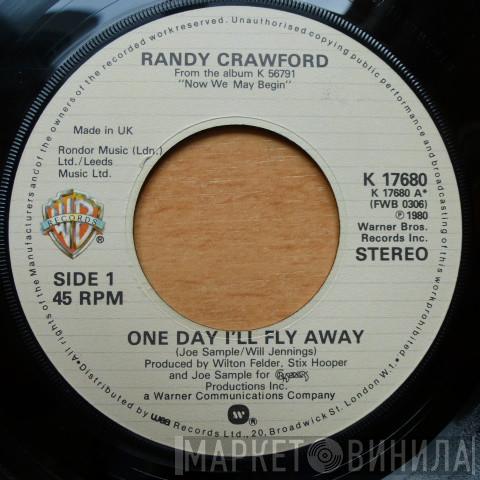 of the recorded work reserved. Unauthorised copying public performance and broadcasting of this record prohibited
All rights of the Manufacturers and of the owners
RANDY CRAWFORD
From the album K 56791
"Now We May Begin"
Made in UK
Rondor Music (Ldn.)
Ltd./Leeds
Music Ltd.
K 17680
K 17680 A*
(FWB 0306)
℗ 1980
Warner Bros.
Records Inc.
STEREO
WB
RECORDS
®
SIDE 1
45 RPM
ONE DAY I'LL FLY AWAY
(Joe Sample/Will Jennings)
Produced by Wilton Felder, Stix Hooper
and Joe Sample for Crusaders
Productions Inc.
a Warner Communications Company
W ®
•Distributed by wea Records Ltd., 20, Broadwick St. London W1.•
МАРКЕТ ВИНИЛА